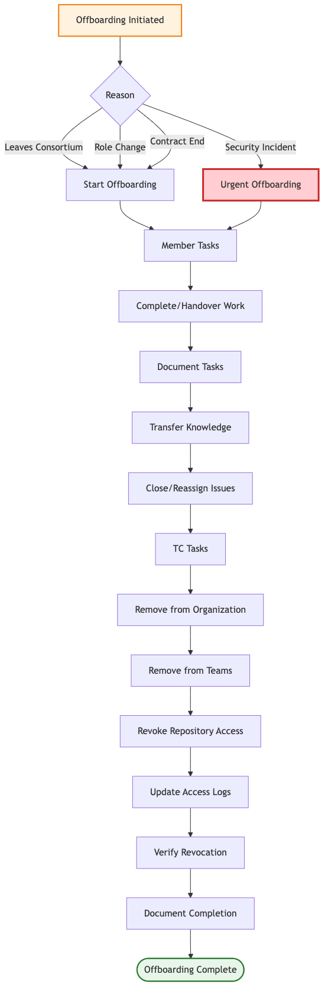 Offboarding Initiated
Reason
Leaves Consortium
Role Change
Contract End
Security Incident
Start Offboarding
Urgent Offboarding
Member Tasks
Complete/Handover Work
Document Tasks
Transfer Knowledge
Close/Reassign Issues
TC Tasks
Remove from Organization
Remove from Teams
Revoke Repository Access
Update Access Logs
Verify Revocation
Document Completion
Offboarding Complete